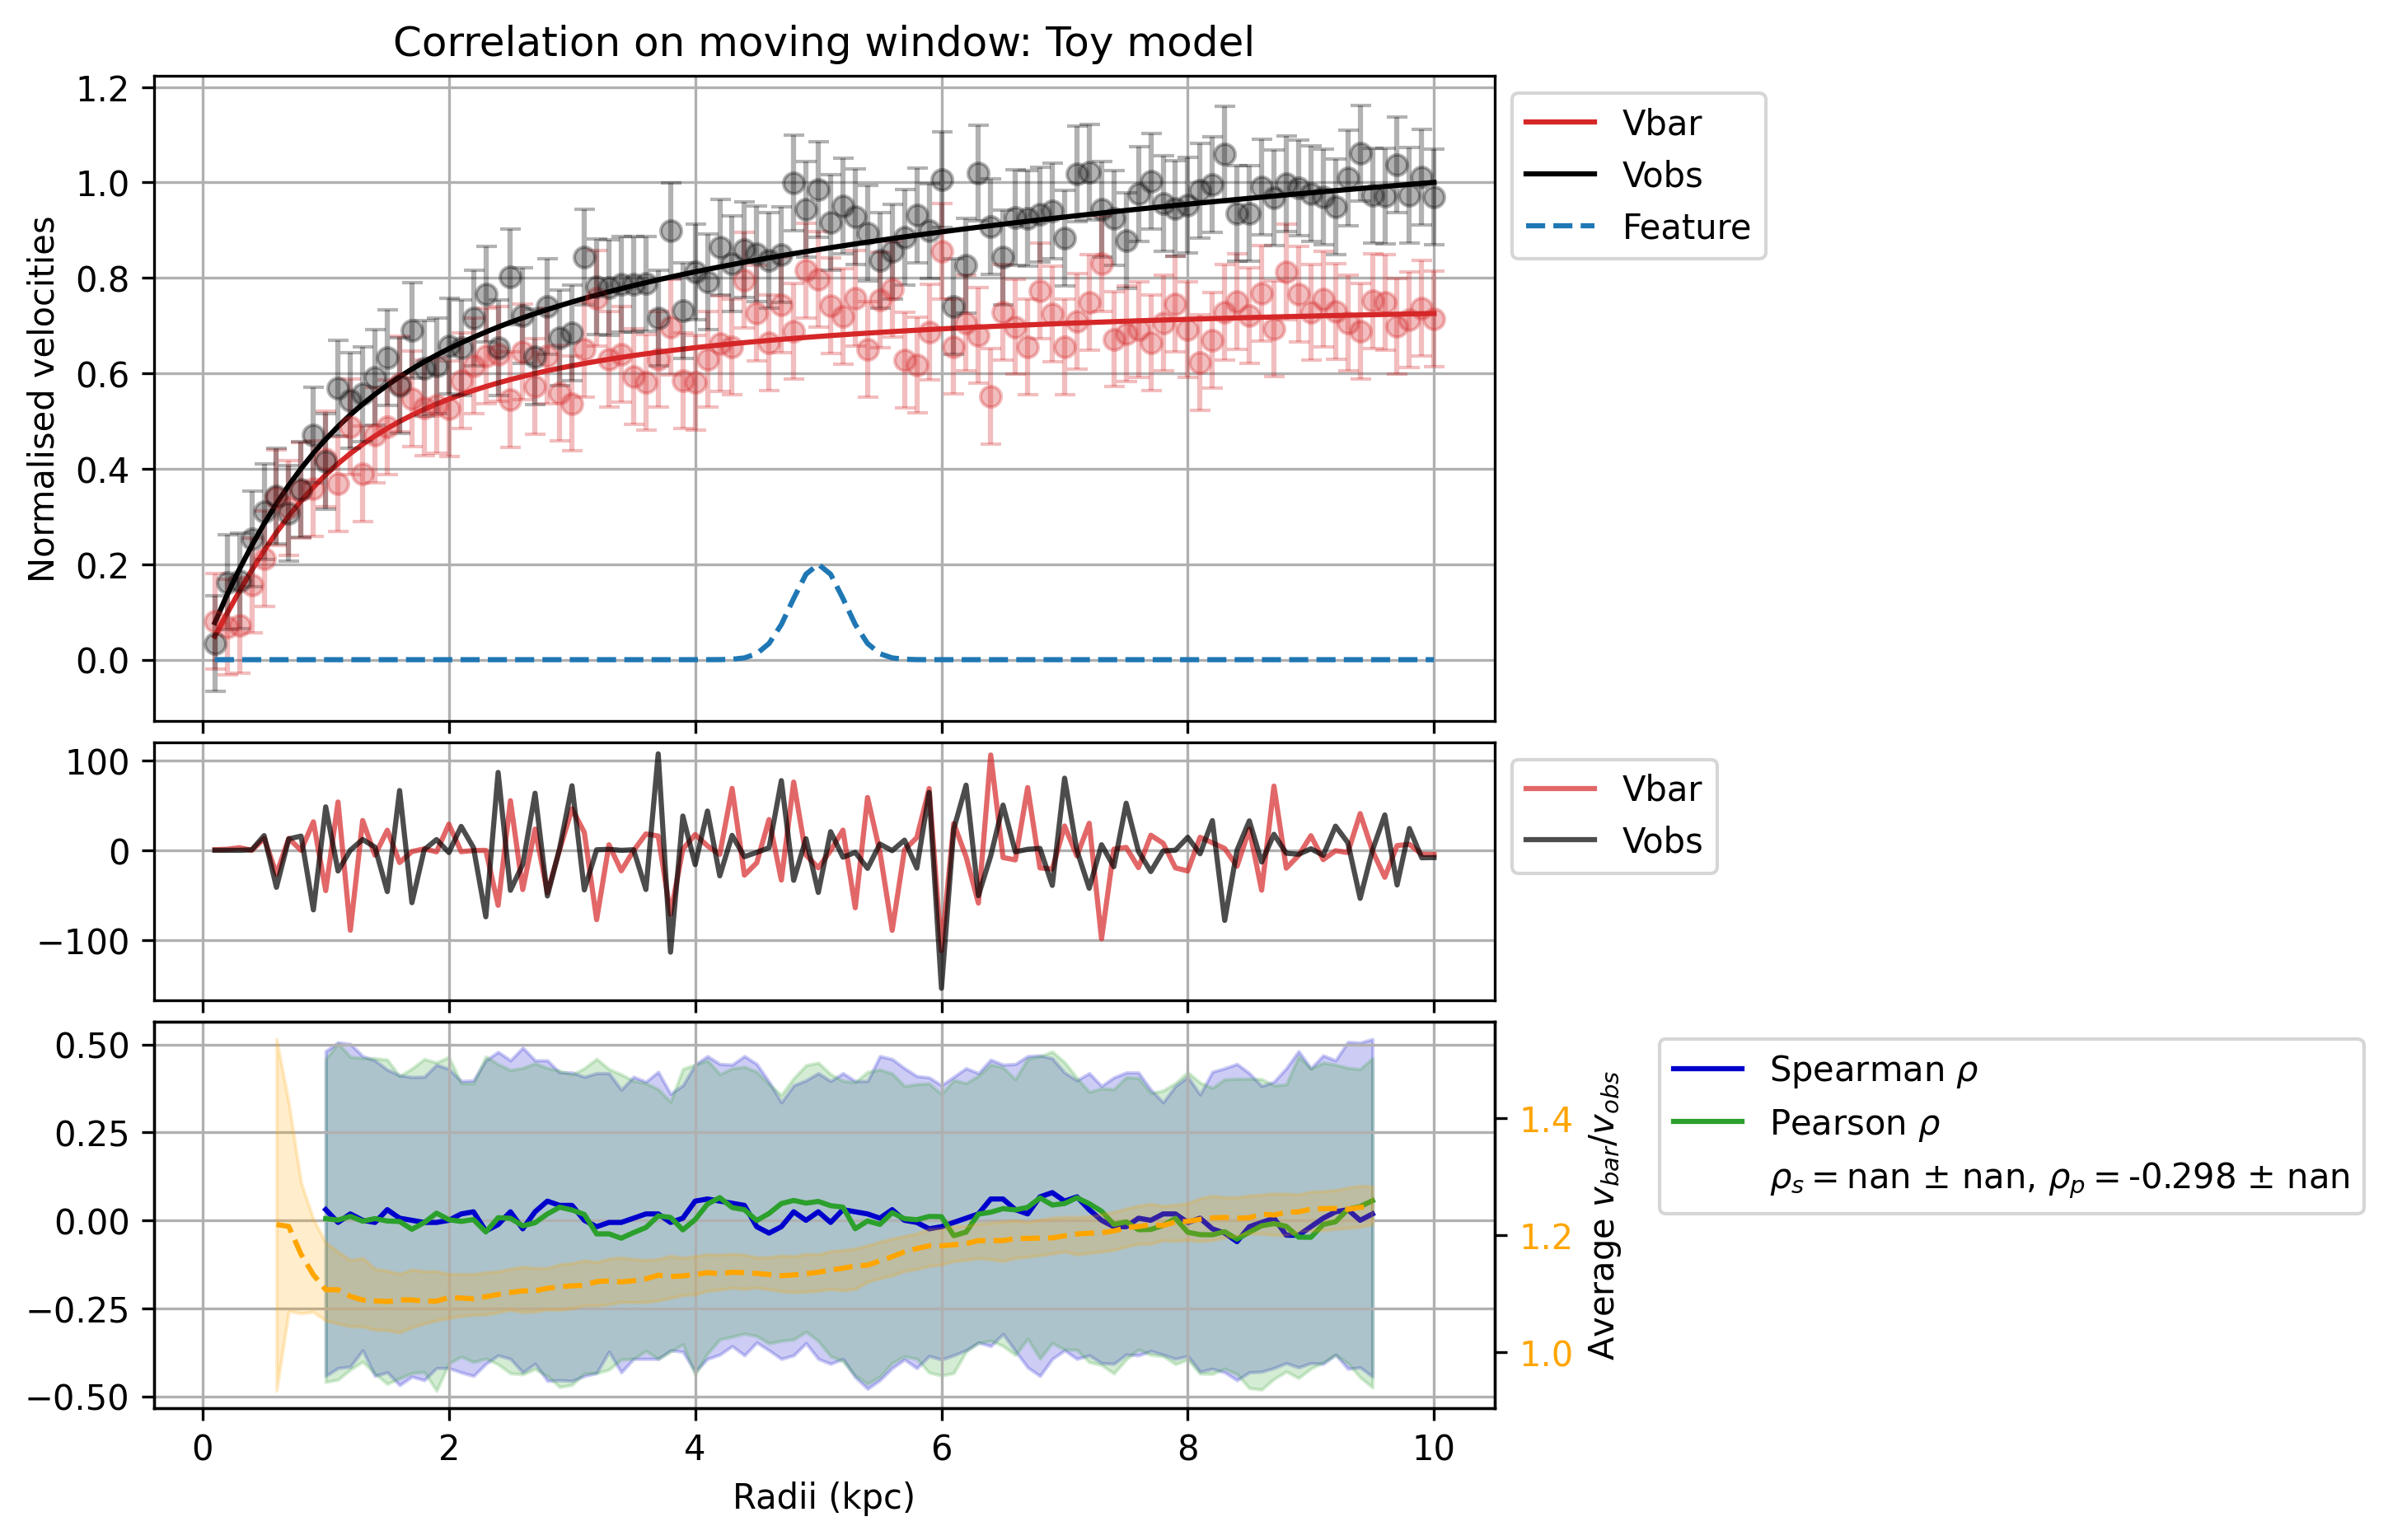 Correlation on moving window: Toy model
1.2
1.0
0.8
0.6
0.4
0.2
0.0
Normalised velocities
Vbar
Vobs
Feature
100
0
−100
Vbar
Vobs
0.50
0.25
0.00
−0.25
−0.50
1.4
1.2
1.0
Average v_bar/v_obs
Spearman ρ
Pearson ρ
ρ_s = nan ± nan, ρ_p = -0.298 ± nan
0 2 4 6 8 10
Radii (kpc)